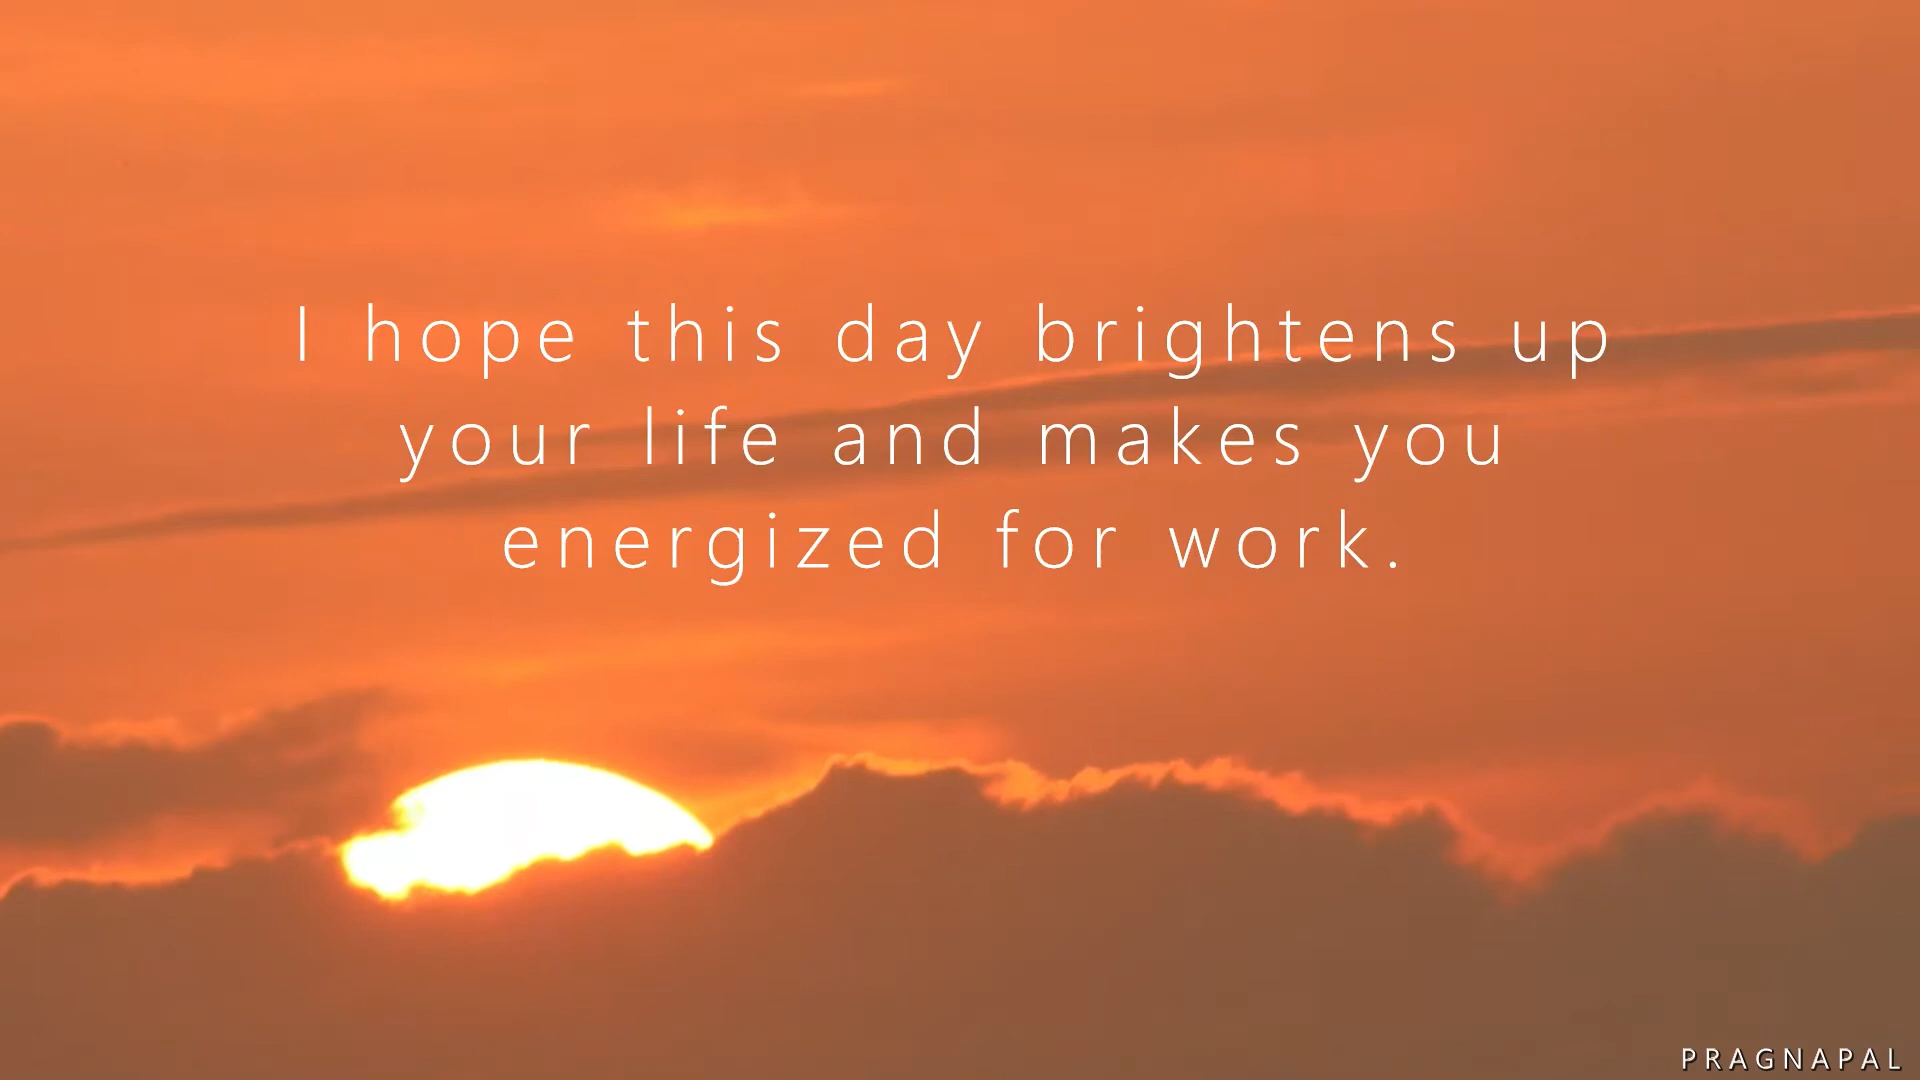 I hope this day brightens up
your life and makes you
energized for work.
PRAGNAPAL